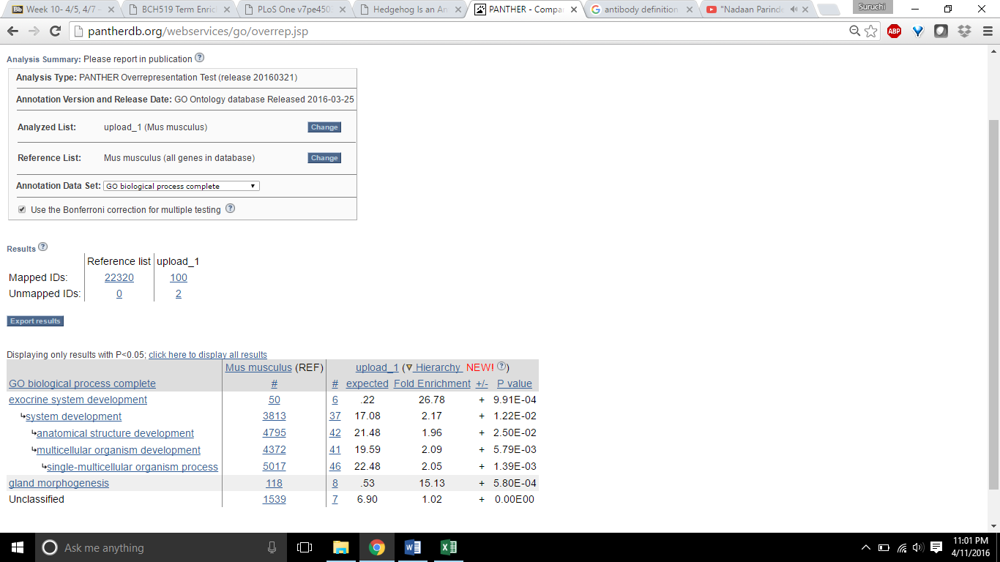 Week 10- 4/5, 4/7 -
BCH519 Term Enric
PLoS One v7pe450
Hedgehog Is an An
PANTHER - Compa
antibody definition
"Nadaan Parinde
Suruchi
pantherdb.org/webservices/go/overrep.jsp
ABP
Analysis Summary: Please report in publication ?
Analysis Type: PANTHER Overrepresentation Test (release 20160321)
Annotation Version and Release Date: GO Ontology database Released 2016-03-25
Analyzed List: upload_1 (Mus musculus) Change
Reference List: Mus musculus (all genes in database) Change
Annotation Data Set: GO biological process complete
Use the Bonferroni correction for multiple testing ?
Results ?
Reference list upload_1
Mapped IDs: 22320 100
Unmapped IDs: 0 2
Export results
Displaying only results with P<0.05; click here to display all results
Mus musculus (REF) upload_1 (▽ Hierarchy NEW! ?)
GO biological process complete # # expected Fold Enrichment +/- P value
exocrine system development 50 6 .22 26.78 + 9.91E-04
↳system development 3813 37 17.08 2.17 + 1.22E-02
↳anatomical structure development 4795 42 21.48 1.96 + 2.50E-02
↳multicellular organism development 4372 41 19.59 2.09 + 5.79E-03
↳single-multicellular organism process 5017 46 22.48 2.05 + 1.39E-03
gland morphogenesis 118 8 .53 15.13 + 5.80E-04
Unclassified 1539 7 6.90 1.02 + 0.00E00
Ask me anything
11:01 PM
4/11/2016